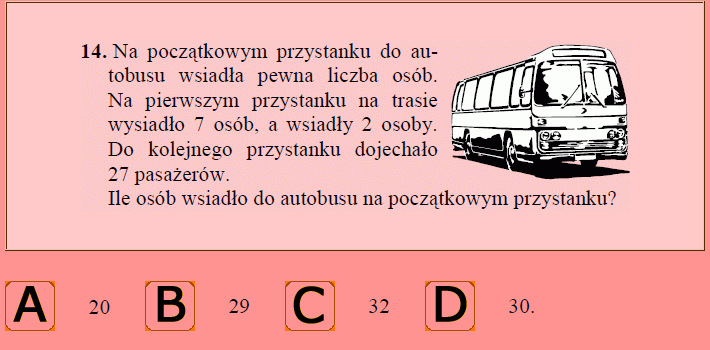 14. Na początkowym przystanku do au-
tobusu wsiadła pewna liczba osób.
Na pierwszym przystanku na trasie
wysiadło 7 osób, a wsiadły 2 osoby.
Do kolejnego przystanku dojechało
27 pasażerów.
Ile osób wsiadło do autobusu na początkowym przystanku?
A 20 B 29 C 32 D 30.